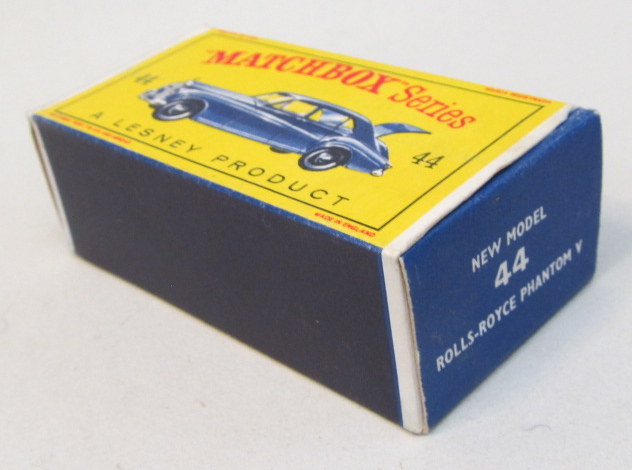 "MATCHBOX" Series
44
44
A LESNEY PRODUCT
MADE IN ENGLAND
NEW MODEL
44
ROLLS-ROYCE PHANTOM V